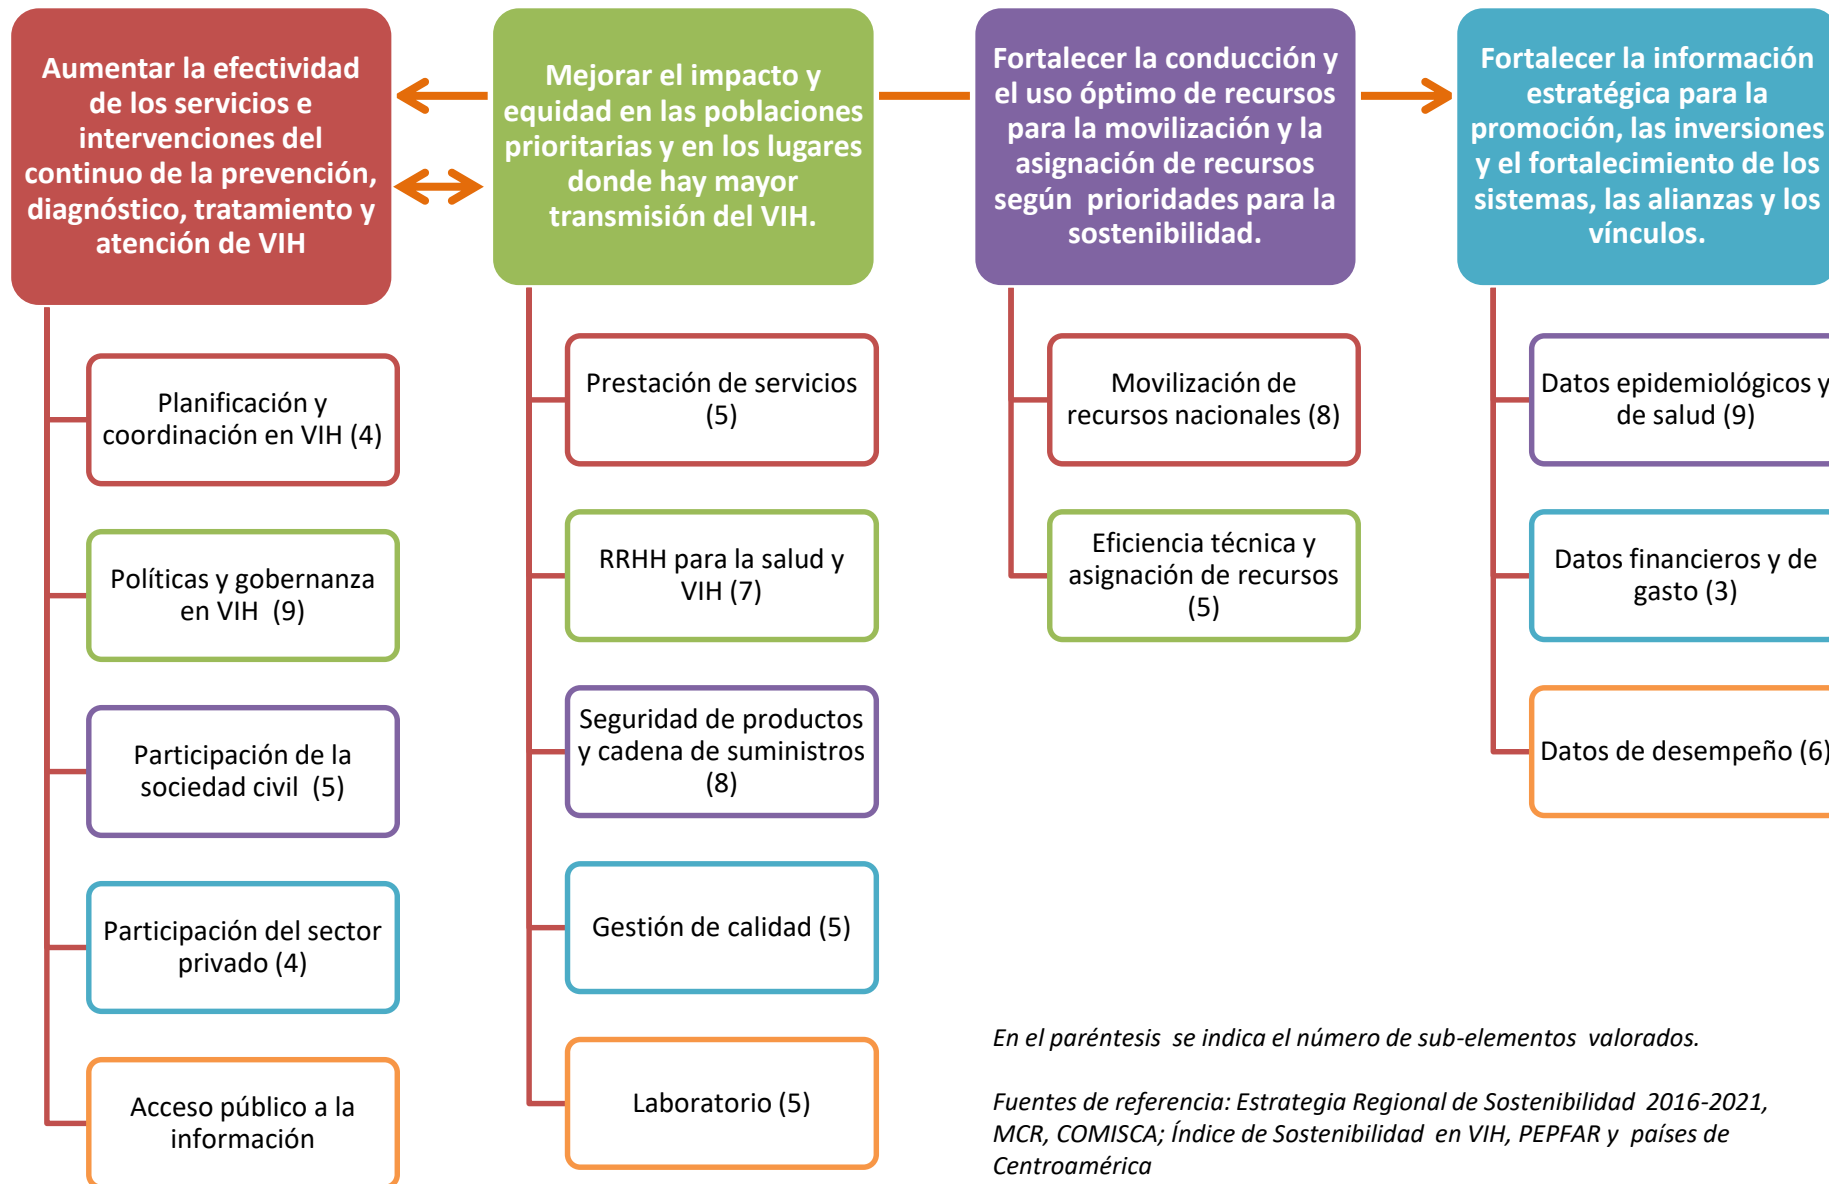 Aumentar la efectividad
de los servicios e
intervenciones del
continuo de la prevención,
diagnóstico, tratamiento y
atención de VIH
Planificación y
coordinación en VIH (4)
Políticas y gobernanza
en VIH (9)
Participación de la
sociedad civil (5)
Participación del sector
privado (4)
Acceso público a la
información
Mejorar el impacto y
equidad en las poblaciones
prioritarias y en los lugares
donde hay mayor
transmisión del VIH.
Prestación de servicios
(5)
RRHH para la salud y
VIH (7)
Seguridad de productos
y cadena de suministros
(8)
Gestión de calidad (5)
Laboratorio (5)
Fortalecer la conducción y
el uso óptimo de recursos
para la movilización y la
asignación de recursos
según prioridades para la
sostenibilidad.
Movilización de
recursos nacionales (8)
Eficiencia técnica y
asignación de recursos
(5)
Fortalecer la información
estratégica para la
promoción, las inversiones
y el fortalecimiento de los
sistemas, las alianzas y los
vínculos.
Datos epidemiológicos y
de salud (9)
Datos financieros y de
gasto (3)
Datos de desempeño (6)
En el paréntesis se indica el número de sub-elementos valorados.
Fuentes de referencia: Estrategia Regional de Sostenibilidad 2016-2021,
MCR, COMISCA; Índice de Sostenibilidad en VIH, PEPFAR y países de
Centroamérica